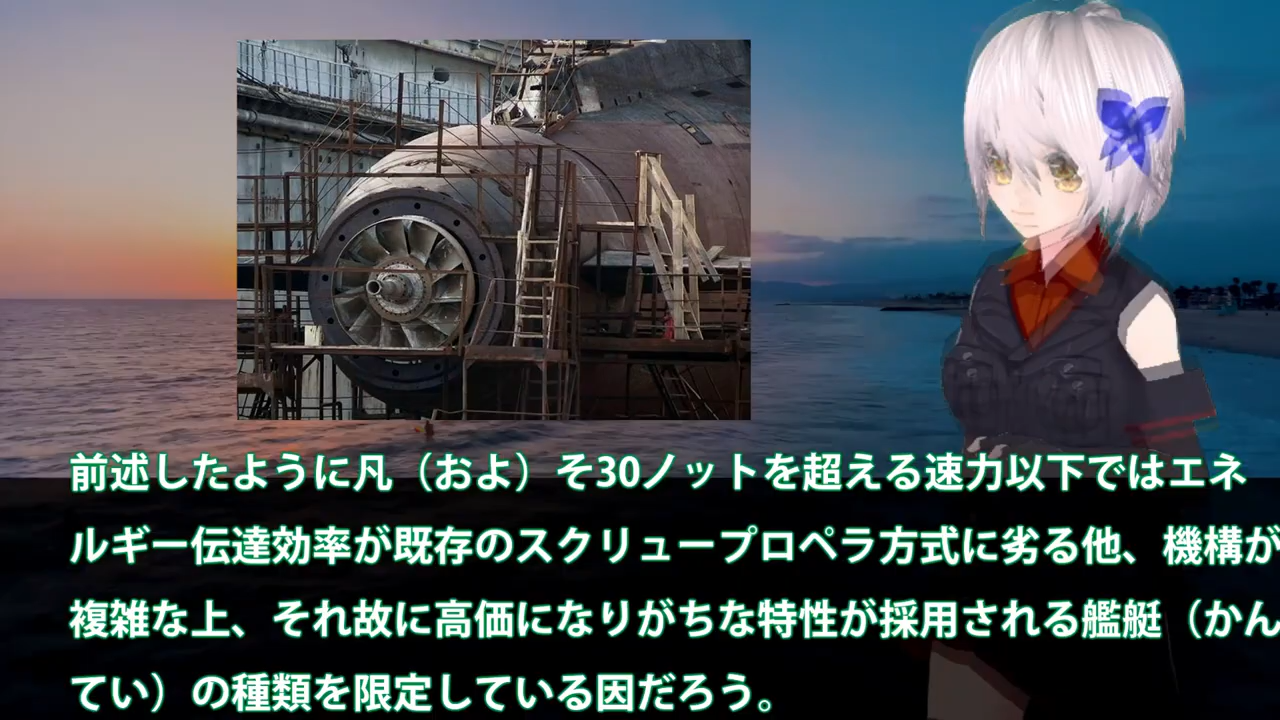 前述したように凡（およ）そ30ノットを超える速力以下ではエネ
ルギー伝達効率が既存のスクリュープロペラ方式に劣る他、機構が
複雑な上、それ故に高価になりがちな特性が採用される艦艇（かん
てい）の種類を限定している因だろう。